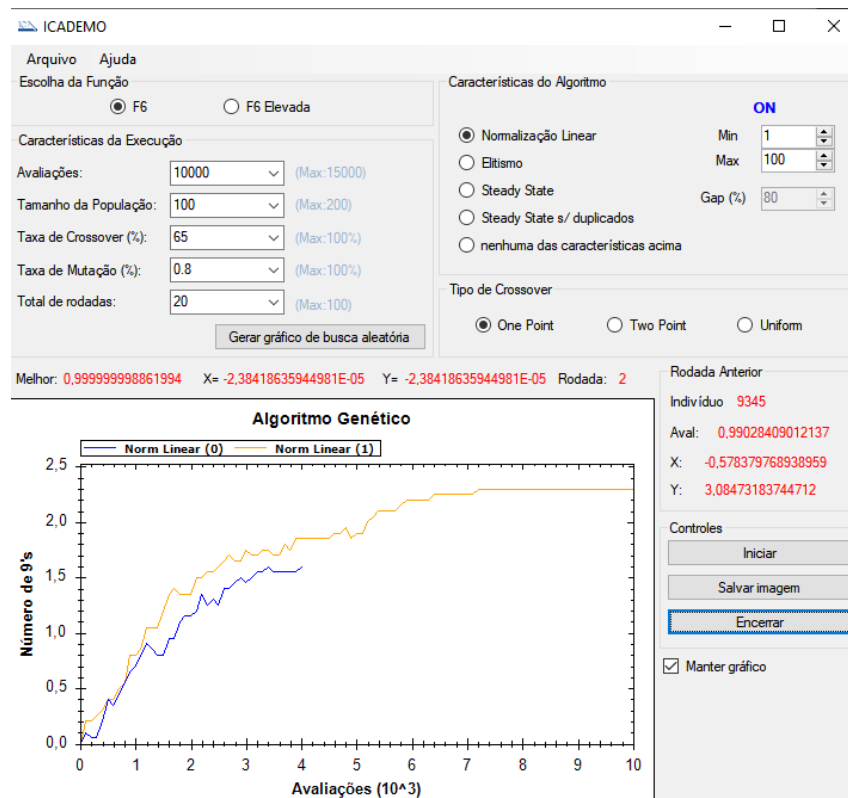 ICADEMO
Arquivo Ajuda
Escolha da Função
F6 F6 Elevada
Características da Execução
Avaliações: 10000 (Max:15000)
Tamanho da População: 100 (Max:200)
Taxa de Crossover (%): 65 (Max:100%)
Taxa de Mutação (%): 0.8 (Max:100%)
Total de rodadas: 20 (Max:100)
Gerar gráfico de busca aleatória
Características do Algoritmo
ON
Normalização Linear Min 1
Elitismo Max 100
Steady State Gap (%) 80
Steady State s/ duplicados
nenhuma das características acima
Tipo de Crossover
One Point Two Point Uniform
Melhor: 0,999999998861994 X= -2,38418635944981E-05 Y= -2,38418635944981E-05 Rodada: 2
Algoritmo Genético
Norm Linear (0) Norm Linear (1)
Número de 9's
2,5
2,0
1,5
1,0
0,5
0,0
0 1 2 3 4 5 6 7 8 9 10
Avaliações (10^3)
Rodada Anterior
Indivíduo 9345
Aval: 0,99028409012137
X: -0,578379768938959
Y: 3,08473183744712
Controles
Iniciar
Salvar imagem
Encerrar
Manter gráfico